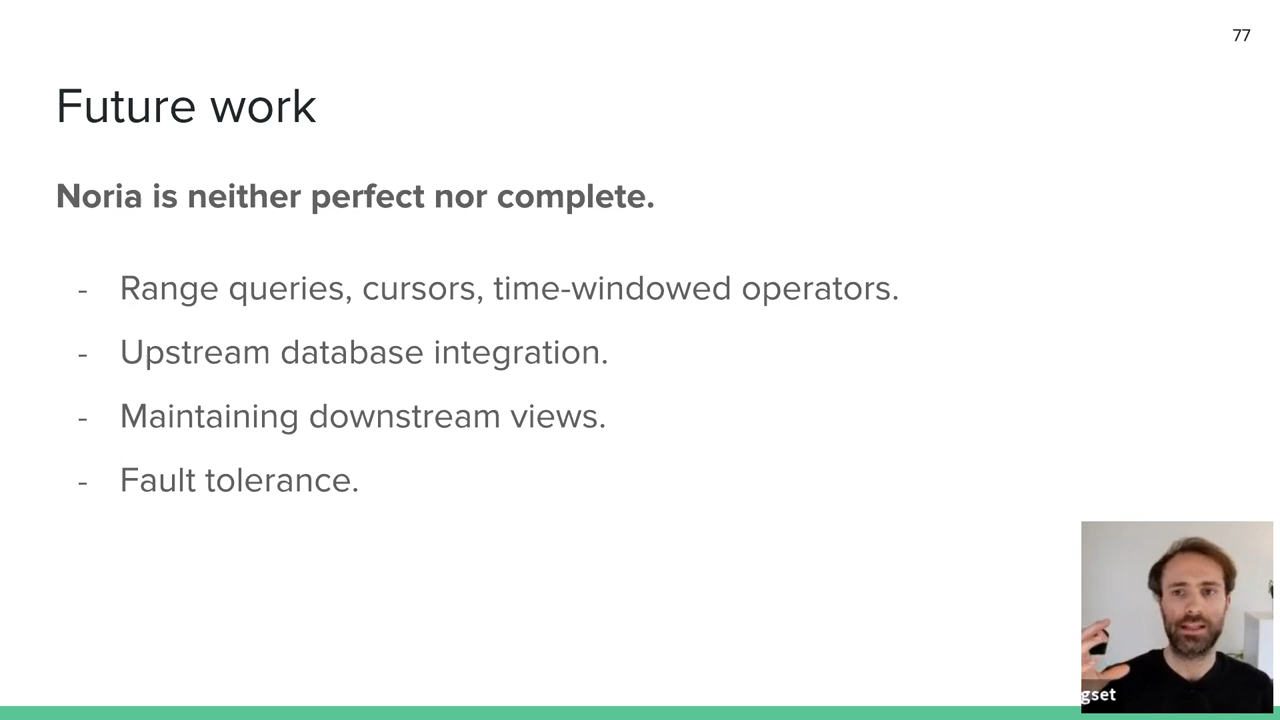 77
Future work
Noria is neither perfect nor complete.
- Range queries, cursors, time-windowed operators.
- Upstream database integration.
- Maintaining downstream views.
- Fault tolerance.
gset